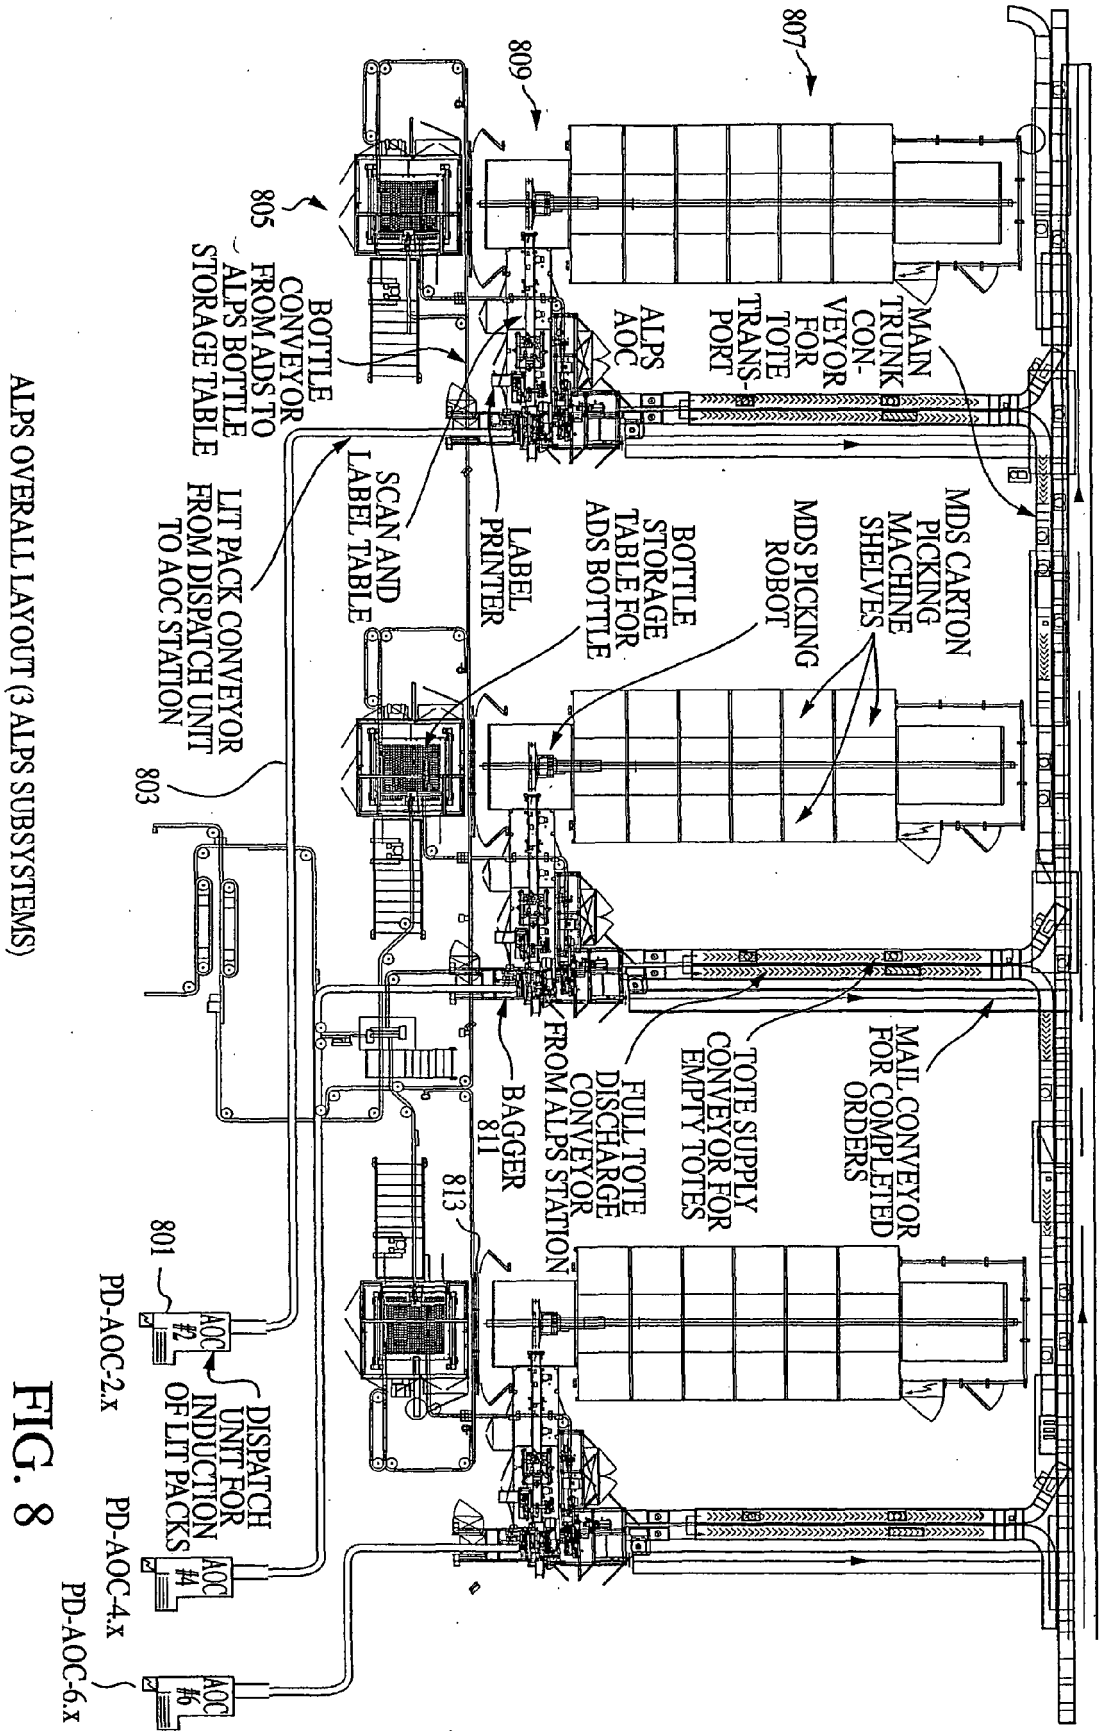 807
809
805
MAIN
TRUNK
CON-
VEYOR
FOR
TOTE
TRANS-
PORT
ALPS
AOC
BOTTLE
CONVEYOR
FROM ADS TO
ALPS BOTTLE
STORAGE TABLE
SCAN AND
LABEL TABLE
LABEL
PRINTER
LIT PACK CONVEYOR
FROM DISPATCH UNIT
TO AOC STATION
803
MDS CARTON
PICKING
MACHINE
SHELVES
MDS PICKING
ROBOT
BOTTLE
STORAGE
TABLE FOR
ADS BOTTLE
MAIL CONVEYOR
FOR COMPLETED
ORDERS
TOTE SUPPLY
CONVEYOR FOR
EMPTY TOTES
FULL TOTE
DISCHARGE
CONVEYOR
FROM ALPS STATION
BAGGER
811
813
801
AOC
#2
PD-AOC-2.x
DISPATCH
UNIT FOR
INDUCTION
OF LIT PACKS
AOC
#4
PD-AOC-4.x
AOC
#6
PD-AOC-6.x
ALPS OVERALL LAYOUT (3 ALPS SUBSYSTEMS)
FIG. 8